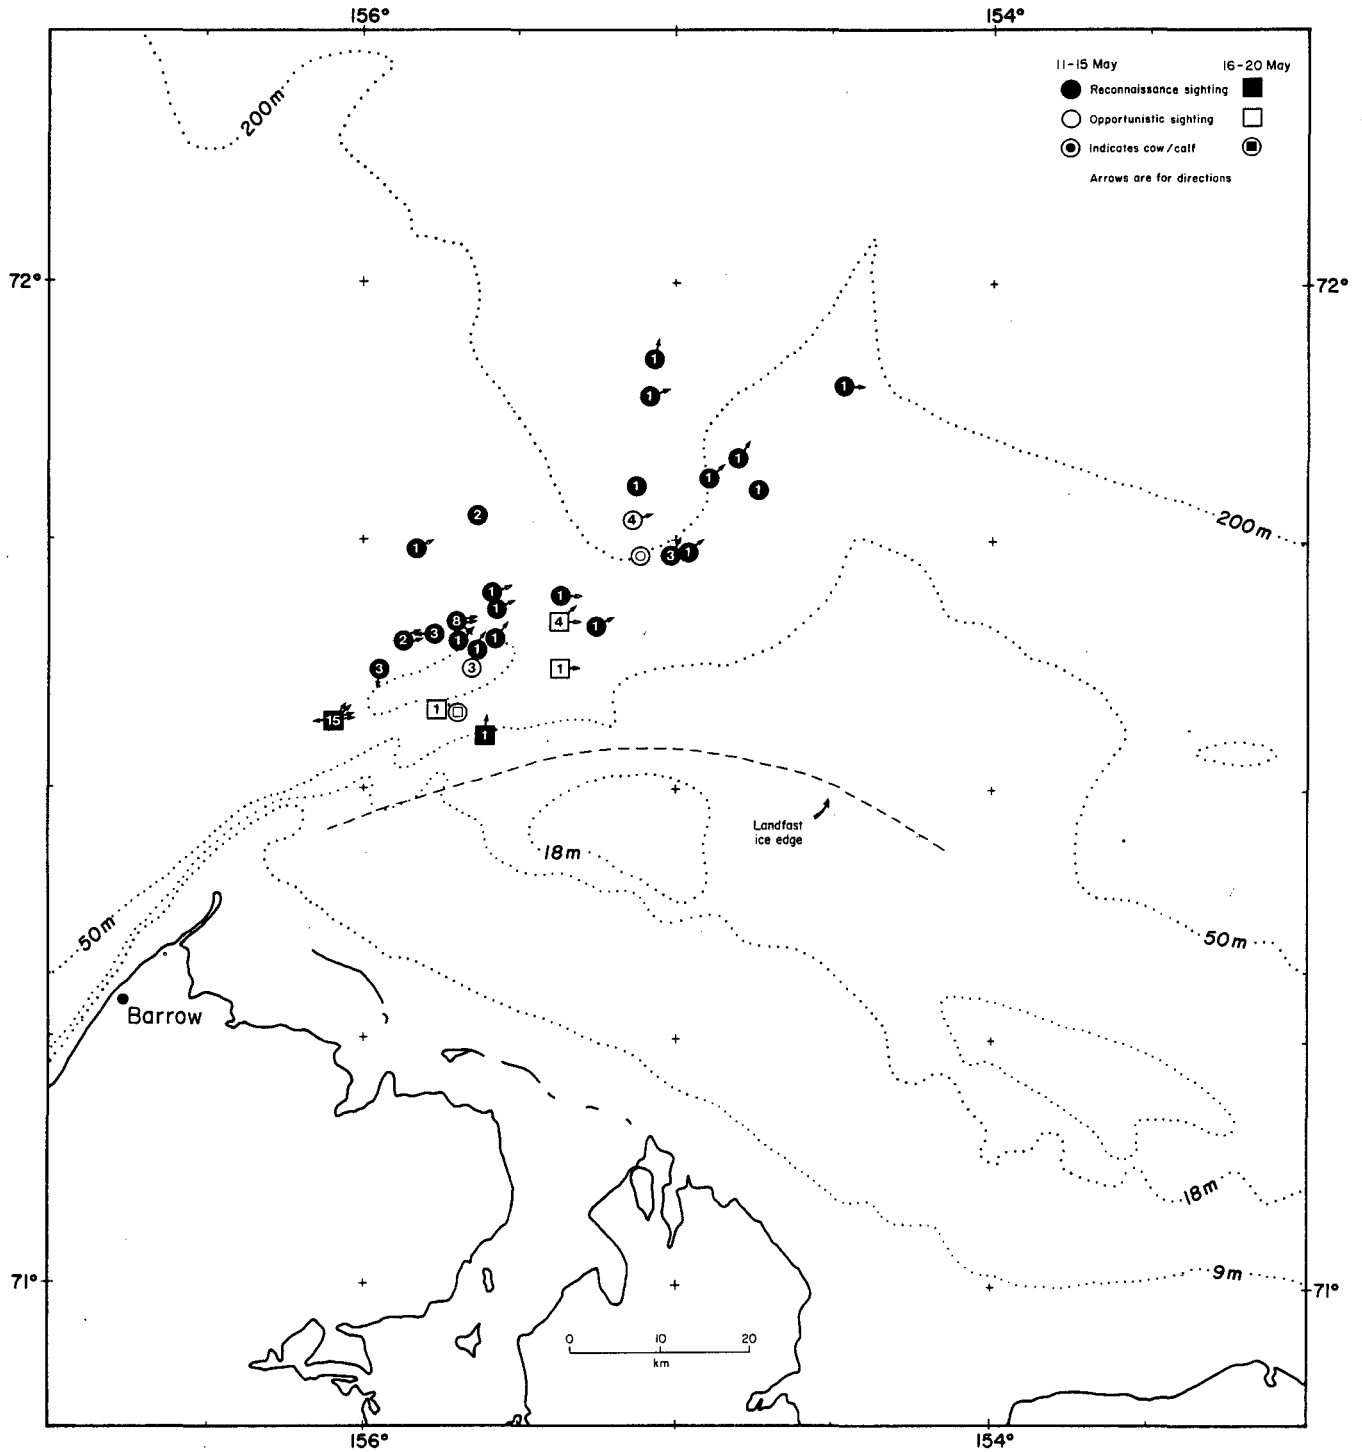 156°
154°
11-15 May
16-20 May
Reconnaissance sighting
Opportunistic sighting
Indicates cow/calf
Arrows are for directions
200m
72°
72°
1
1
1
1
1
1
1
2
4
200m
1
3
1
1
1
1
8
4
1
2
3
1
1
1
3
3
1
15
1
1
Landfast
ice edge
18m
50m
50m
Barrow
18m
9m
71°
71°
0 10 20
km
156°
154°